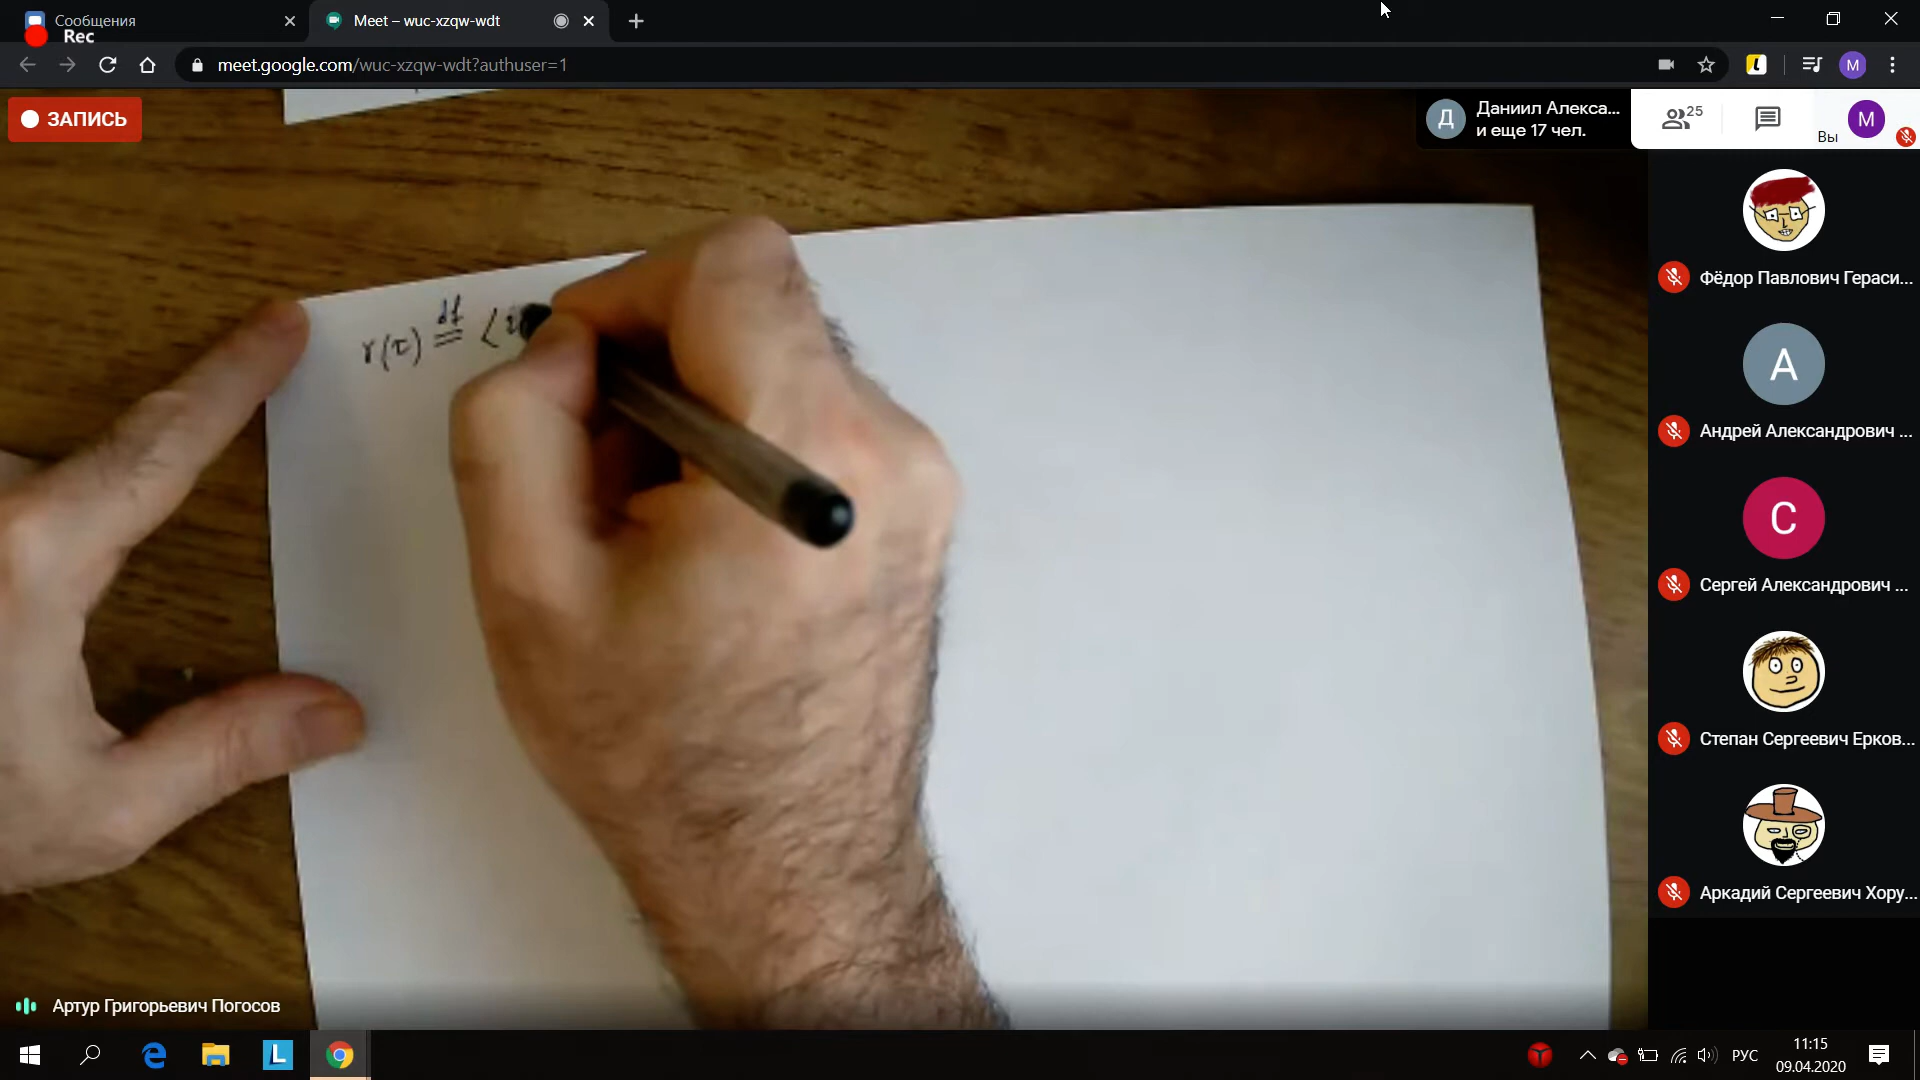 Сообщения
Rec
Meet – wuc-xzqw-wdt
meet.google.com/wuc-xzqw-wdt?authuser=1
M
ЗАПИСЬ
Д
Даниил Алекса...
и еще 17 чел.
25
Вы
M
r(τ) df = ⟨
Фёдор Павлович Гераси...
А
Андрей Александрович ...
С
Сергей Александрович ...
Степан Сергеевич Ерков...
Аркадий Сергеевич Хору...
Артур Григорьевич Погосов
L
РУС
11:15
09.04.2020